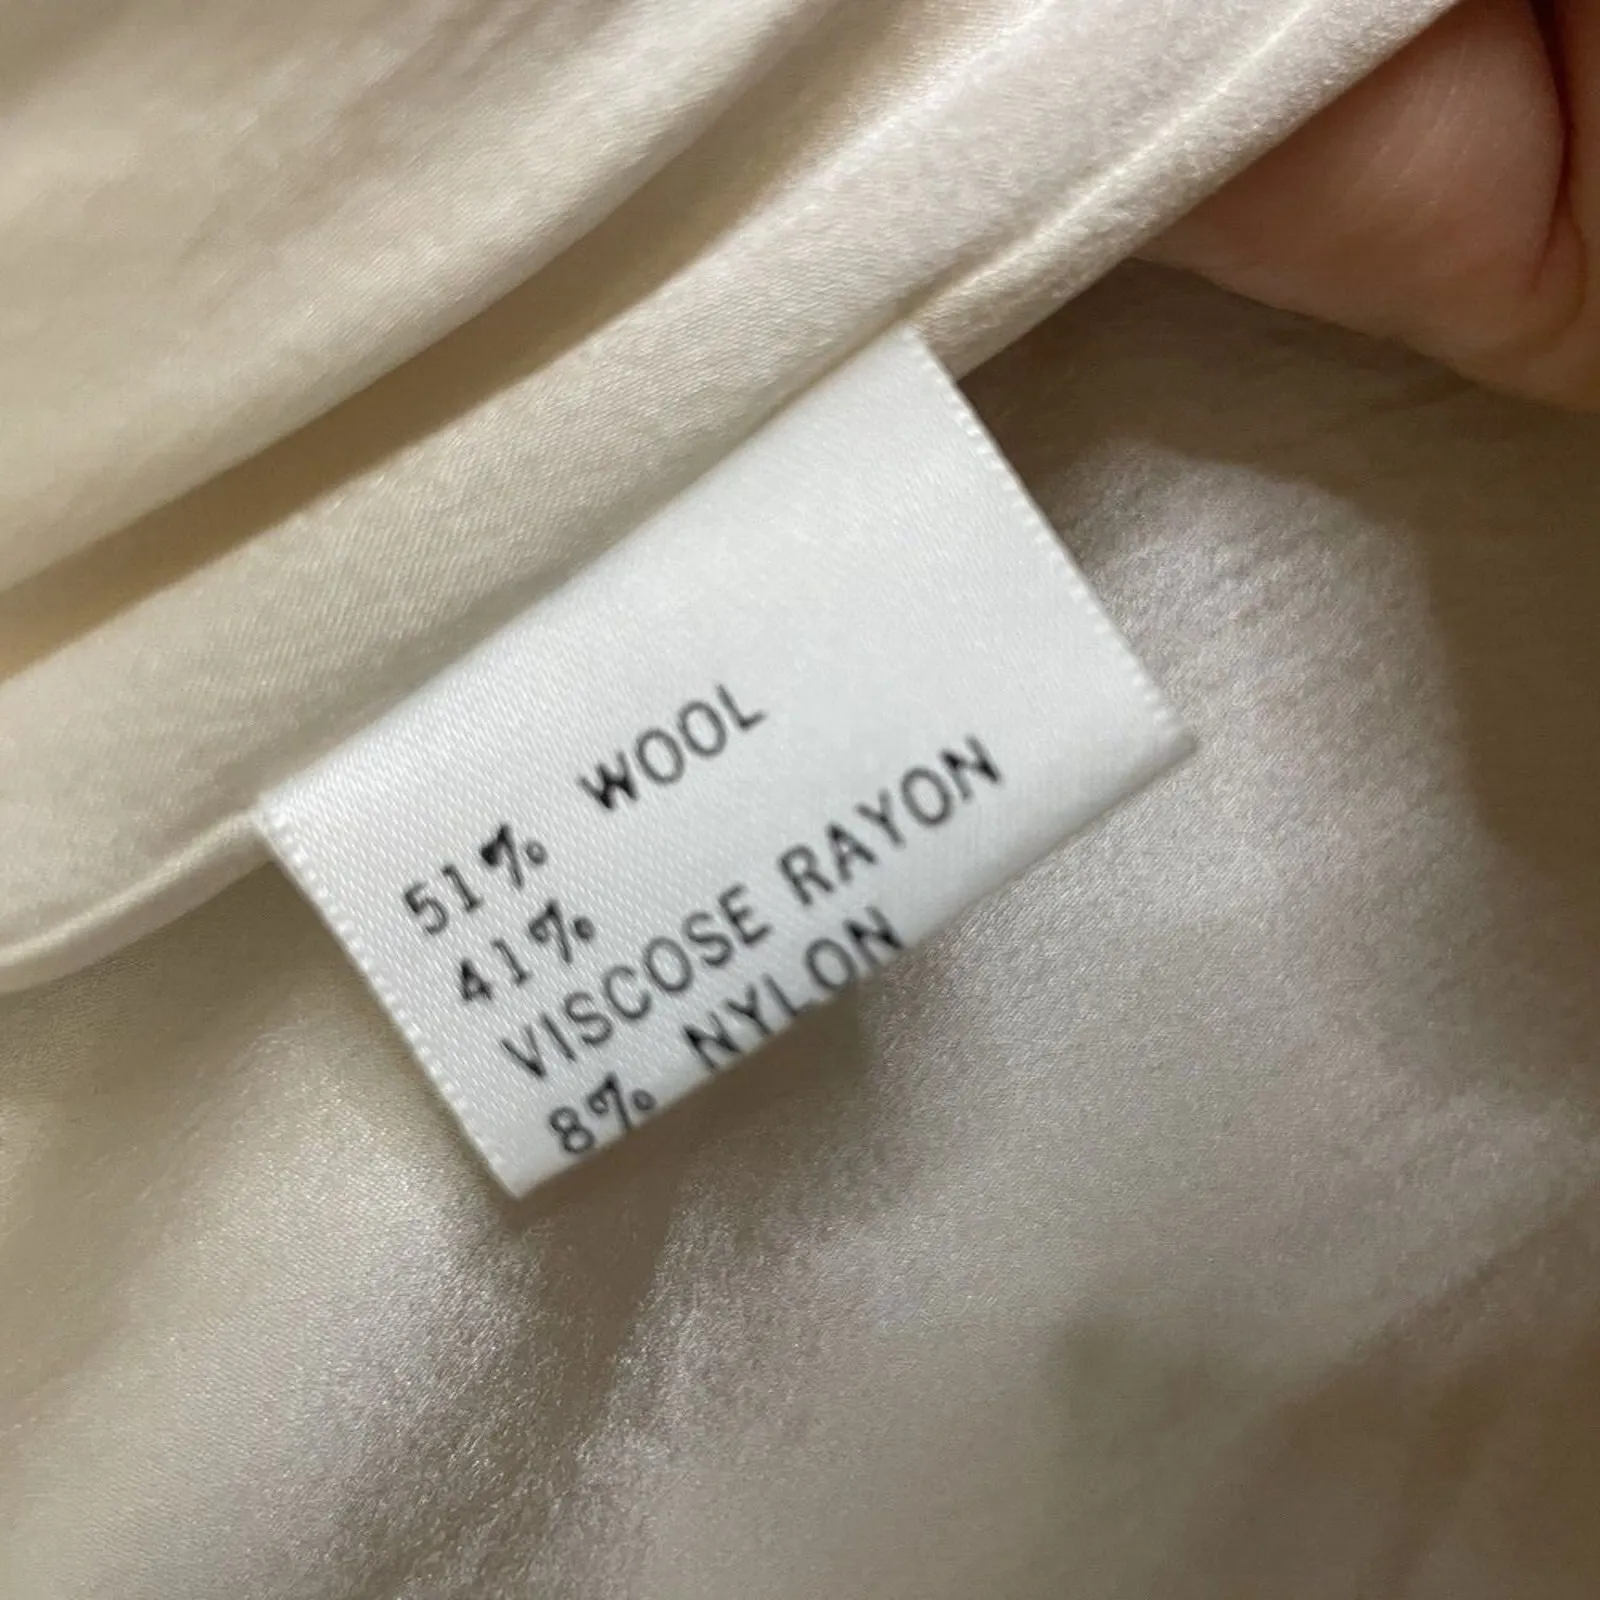 51% WOOL
41%
VISCOSE RAYON
8% NYLON